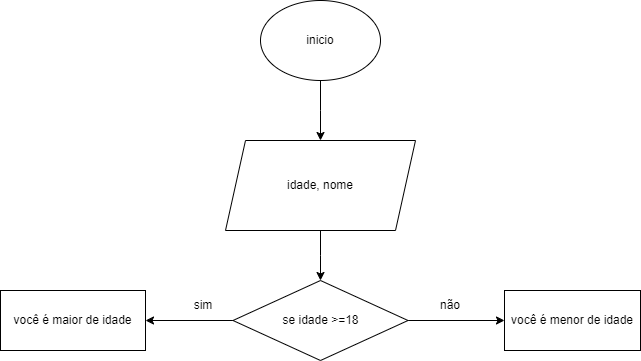 inicio
idade, nome
se idade >=18
sim
não
você é maior de idade
você é menor de idade